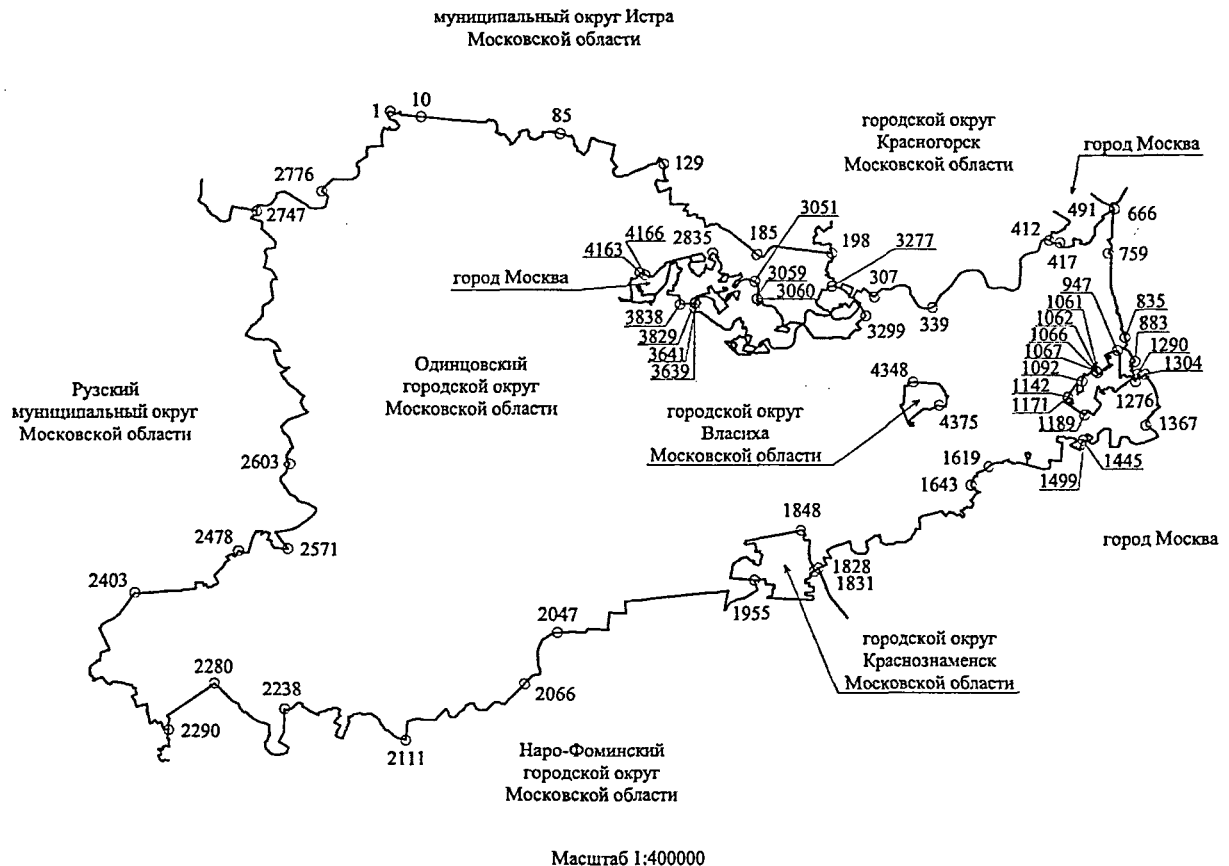 муниципальный округ Истра
Московской области
1
10
85
городской округ
Красногорск
Московской области
город Москва
129
2776
2747
3051
491
666
412
417
4166
4163
2835
185
198
3277
759
город Москва
3059
3060
307
947
1061
1062
1066
1067
1092
1142
1171
1189
835
883
1290
1304
1276
1367
3838
3829
3641
3639
3299
339
Рузский
муниципальный округ
Московской области
Одинцовский
городской округ
Московской области
4348
4375
городской округ
Власиха
Московской области
2603
1619
1643
1445
1499
город Москва
2478
2571
1848
1828
1831
2403
1955
2047
городской округ
Краснознаменск
Московской области
2280
2238
2066
2290
2111
Наро-Фоминский
городской округ
Московской области
Масштаб 1:400000